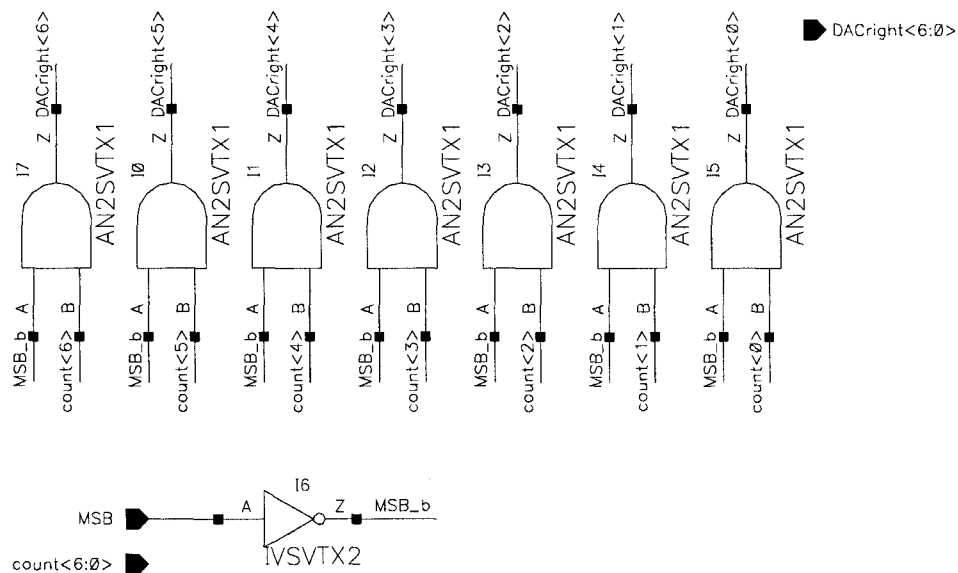 DACright<6> DACright<5> DACright<4> DACright<3> DACright<2> DACright<1> DACright<0> DACright<6:0>
Z Z Z Z Z Z Z
I7 AN2SVTX1 I0 AN2SVTX1 I1 AN2SVTX1 I2 AN2SVTX1 I3 AN2SVTX1 I4 AN2SVTX1 I5 AN2SVTX1
A B A B A B A B A B A B A B
MSB_b count<6> MSB_b count<5> MSB_b count<4> MSB_b count<3> MSB_b count<2> MSB_b count<1> MSB_b count<0>
I6
MSB A Z MSB_b
IVSVTX2
count<6:0>